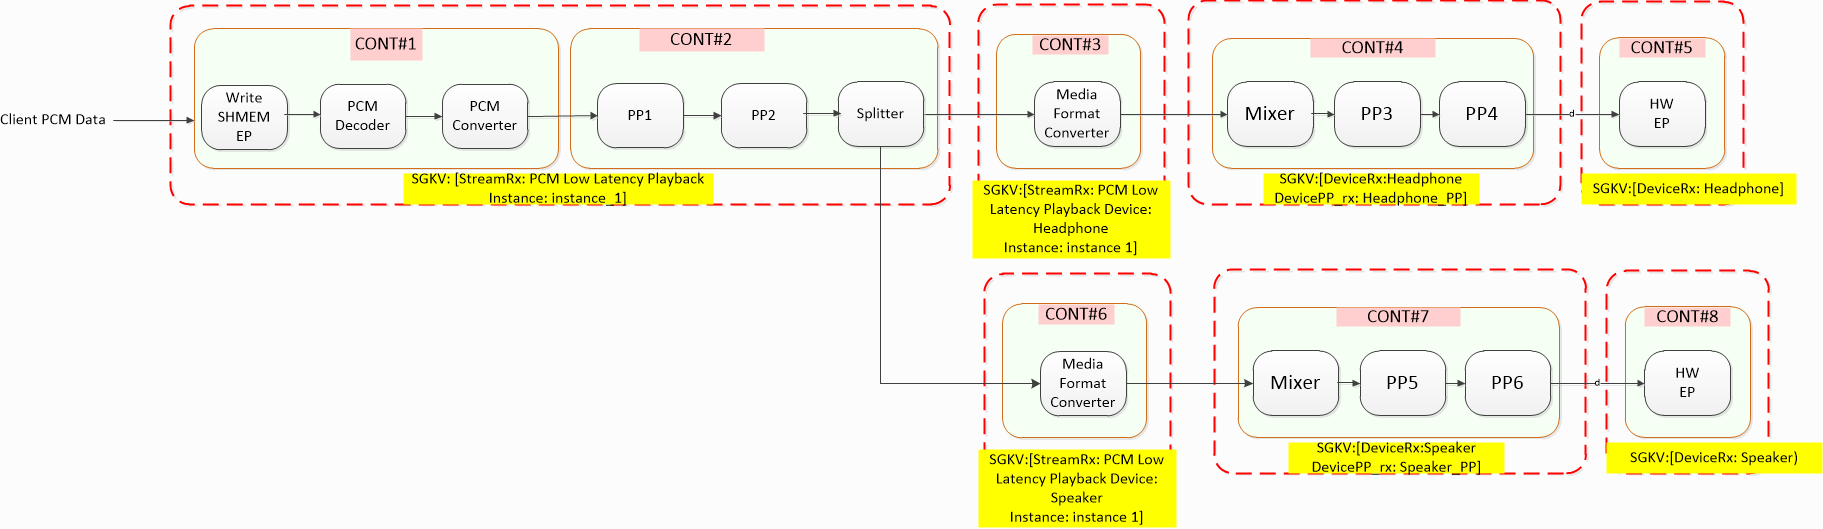 Client PCM Data
CONT#1
Write
SHMEM
EP
PCM
Decoder
PCM
Converter
CONT#2
PP1
PP2
Splitter
SGKV: [StreamRx: PCM Low Latency Playback
Instance: instance_1]
CONT#3
Media
Format
Converter
SGKV:[StreamRx: PCM Low
Latency Playback Device:
Headphone
Instance: instance 1]
CONT#4
Mixer
PP3
PP4
SGKV:[DeviceRx:Headphone
DevicePP_rx: Headphone_PP]
d
CONT#5
HW
EP
SGKV:[DeviceRx: Headphone]
CONT#6
Media
Format
Converter
SGKV:[StreamRx: PCM Low
Latency Playback Device:
Speaker
Instance: instance 1]
CONT#7
Mixer
PP5
PP6
SGKV:[DeviceRx:Speaker
DevicePP_rx: Speaker_PP]
d
CONT#8
HW
EP
SGKV:[DeviceRx: Speaker)